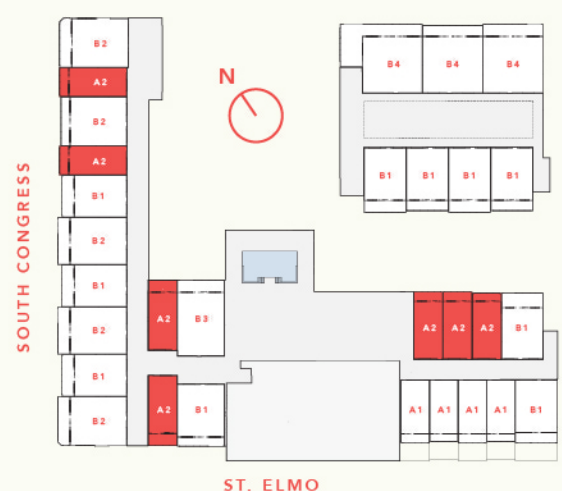 B2
A2
B2
A2
B1
B2
B1
B2
B1
B2
SOUTH CONGRESS
N
B4 B4 B4
B1 B1 B1 B1
A2 B3
A2 B1
A2 A2 A2 B1
A1 A1 A1 A1 B1
ST. ELMO